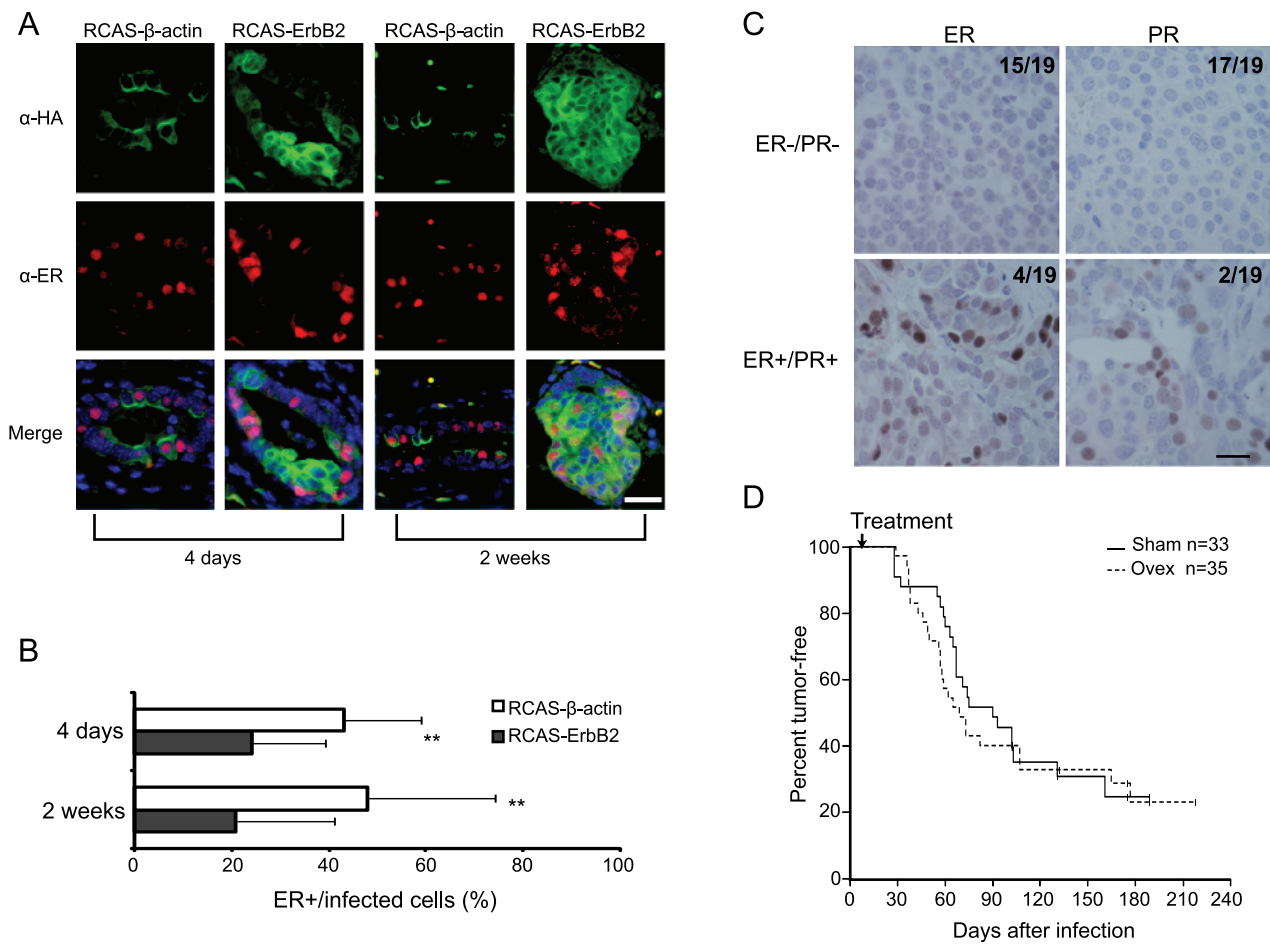 A
RCAS-β-actin RCAS-ErbB2 RCAS-β-actin RCAS-ErbB2
α-HA
α-ER
Merge
4 days 2 weeks
B
RCAS-β-actin
RCAS-ErbB2
4 days
**
2 weeks
**
0 20 40 60 80 100
ER+/infected cells (%)
C
ER PR
ER-/PR-
15/19 17/19
ER+/PR+
4/19 2/19
D
Treatment
Sham n=33
Ovex n=35
Percent tumor-free
100
80
60
40
20
0
0 30 60 90 120 150 180 210 240
Days after infection